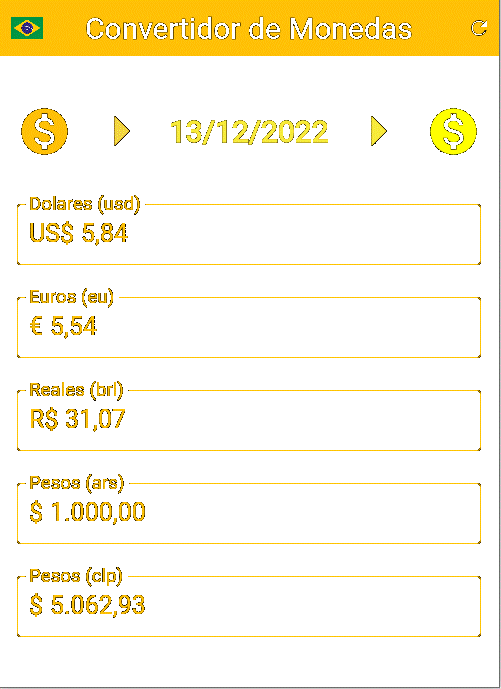 Convertidor de Monedas
13/12/2022
Dolares (usd)
US$ 5,84
Euros (eu)
€ 5,54
Reales (brl)
R$ 31,07
Pesos (ars)
$ 1.000,00
Pesos (clp)
$ 5.062,93